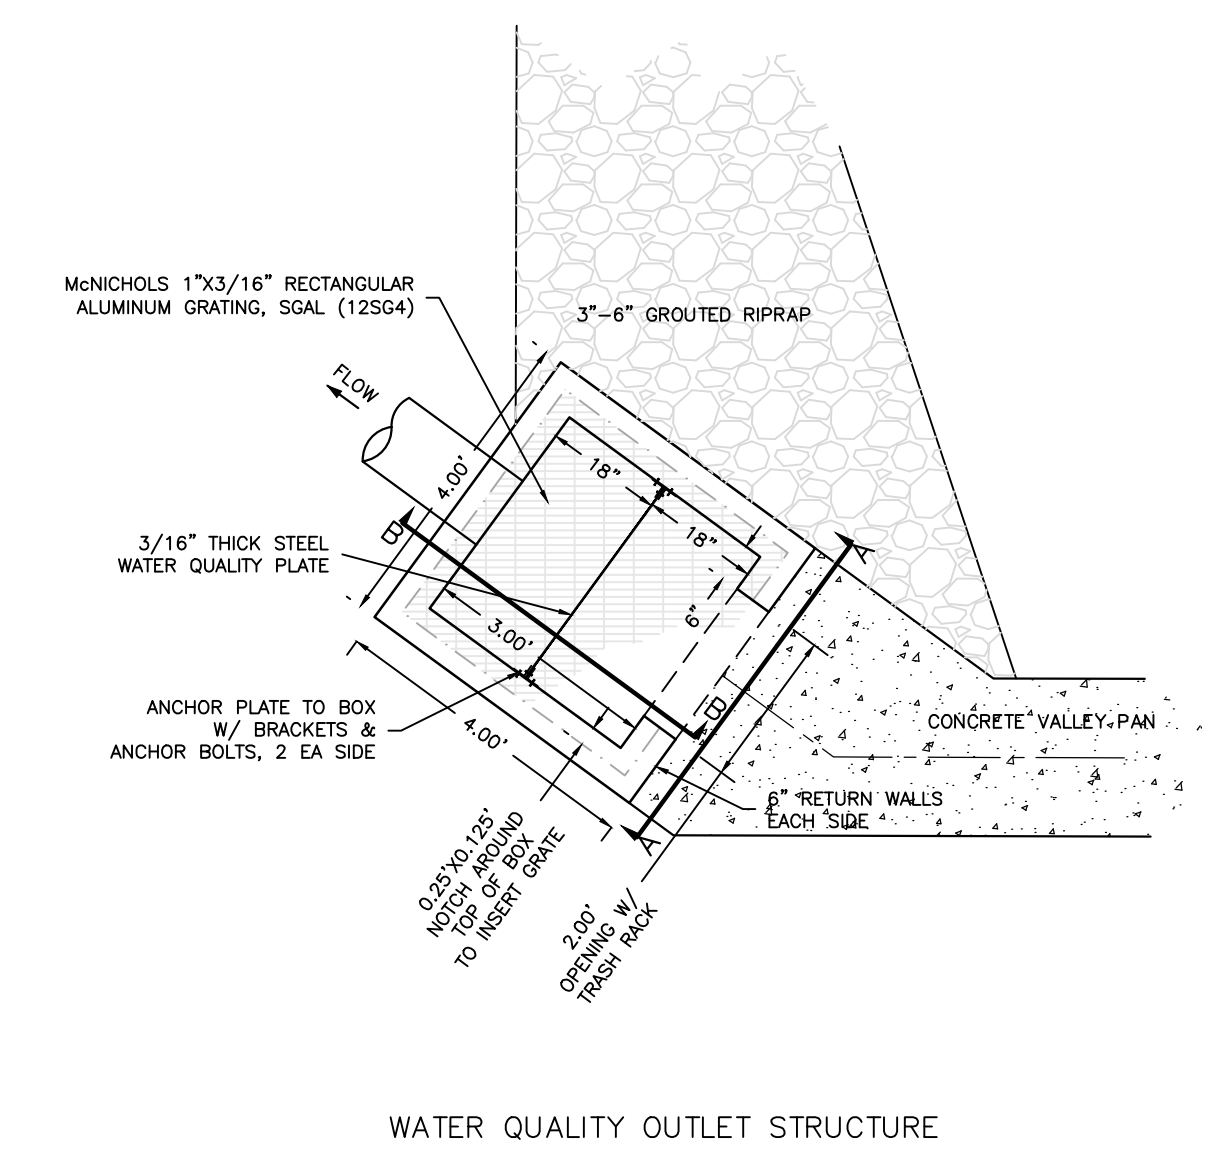 McNICHOLS 1”X3/16” RECTANGULAR
ALUMINUM GRATING, SGAL (12SG4)
3”–6” GROUTED RIPRAP
FLOW
4.00’
18”
18”
B
A
3/16” THICK STEEL
WATER QUALITY PLATE
6”
3.00’
ANCHOR PLATE TO BOX
W/ BRACKETS &
ANCHOR BOLTS, 2 EA SIDE
4.00’
B
CONCRETE VALLEY PAN
6” RETURN WALLS
EACH SIDE
A
0.25’X0.125’
NOTCH AROUND
TOP OF BOX
TO INSERT GRATE
2.00’
OPENING W/
TRASH RACK
WATER QUALITY OUTLET STRUCTURE